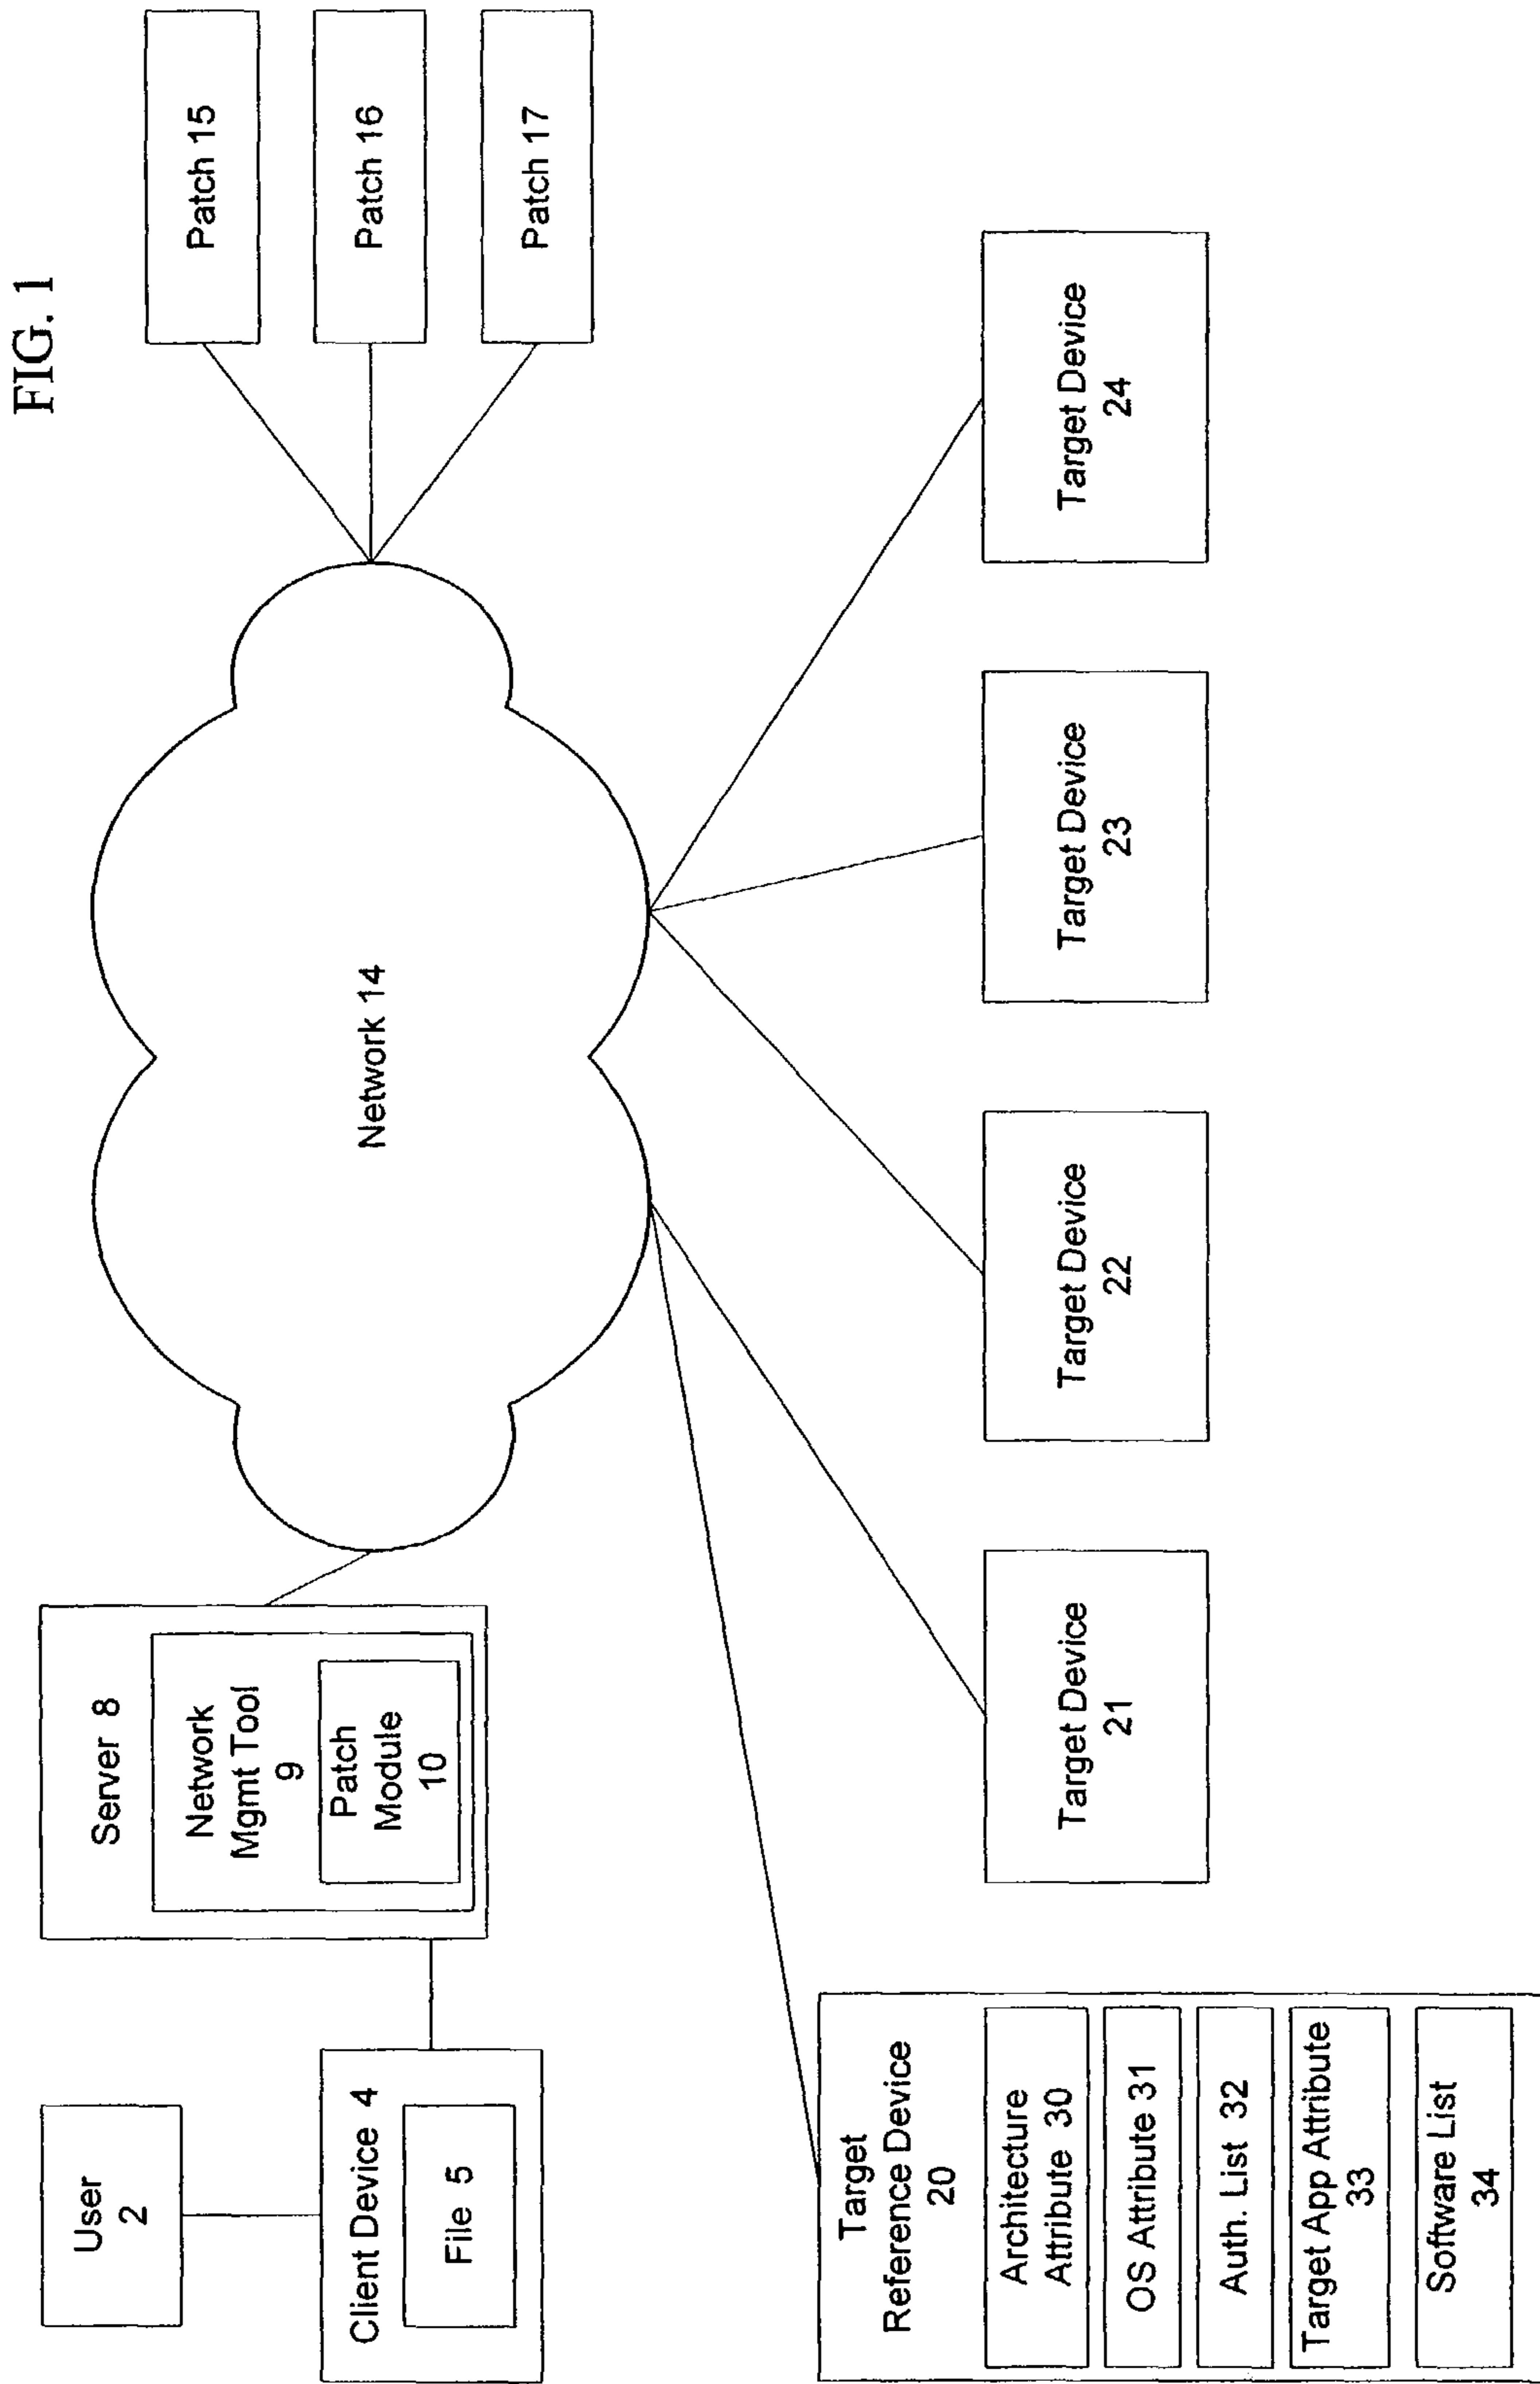 FIG. 1
User
2
Client Device 4
File 5
Server 8
Network
Mgmt Tool
9
Patch
Module
10
Network 14
Patch 15
Patch 16
Patch 17
Target
Reference Device
20
Architecture
Attribute 30
OS Attribute 31
Auth. List 32
Target App Attribute
33
Software List
34
Target Device
21
Target Device
22
Target Device
23
Target Device
24